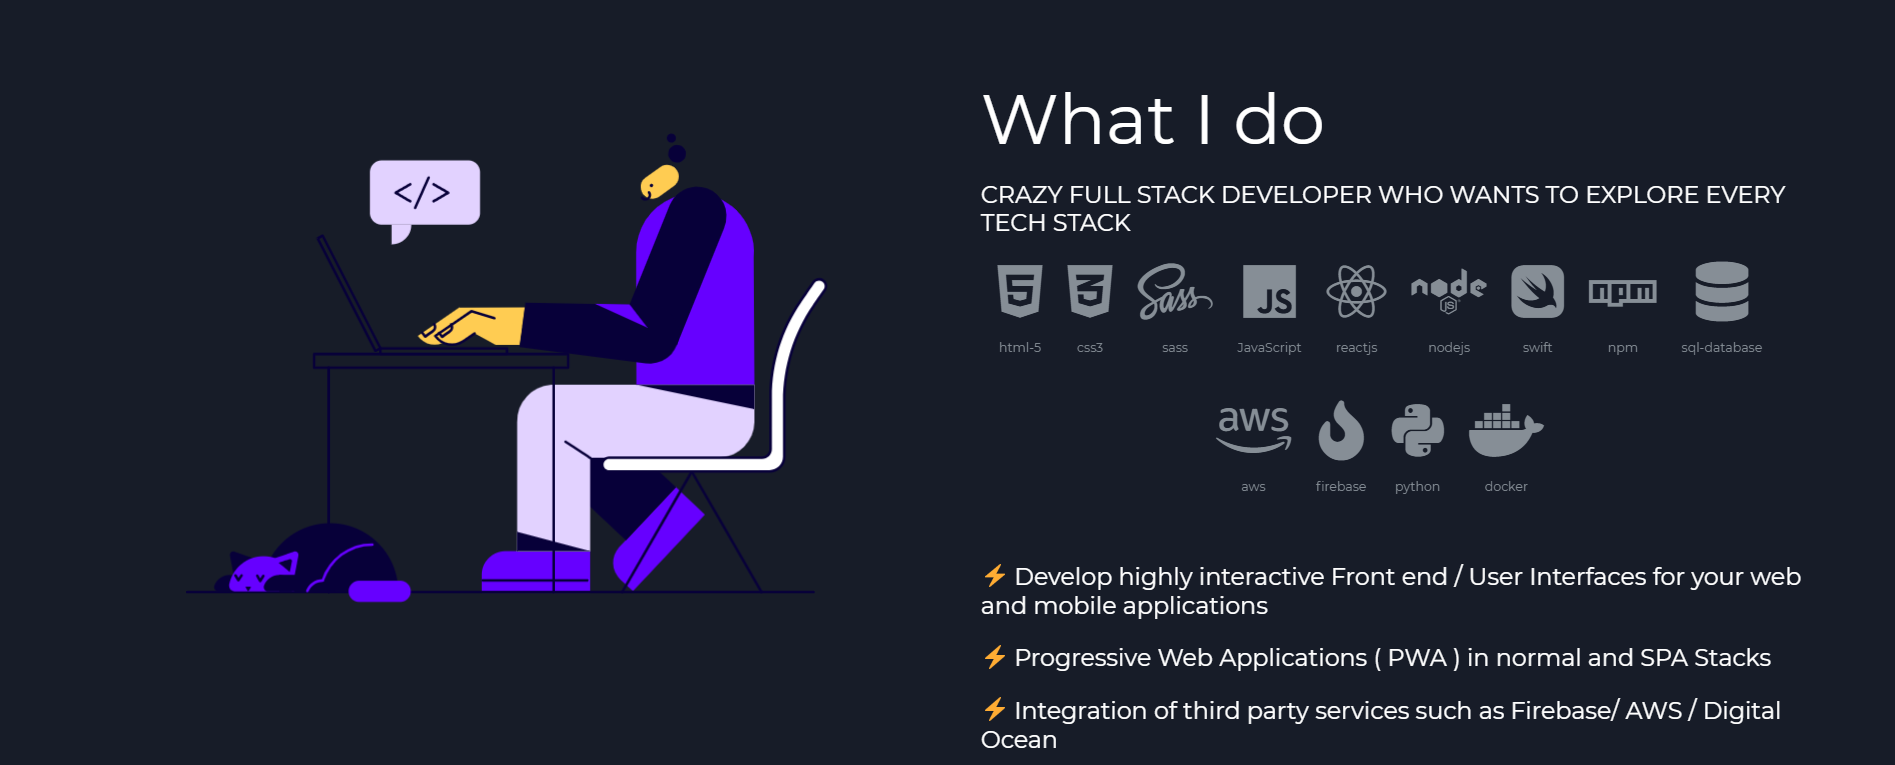 </>
What I do
CRAZY FULL STACK DEVELOPER WHO WANTS TO EXPLORE EVERY
TECH STACK
5 3 Sass JS node JS npm
html-5 css3 sass JavaScript reactjs nodejs swift npm sql-database
aws
aws firebase python docker
⚡ Develop highly interactive Front end / User Interfaces for your web
and mobile applications
⚡ Progressive Web Applications ( PWA ) in normal and SPA Stacks
⚡ Integration of third party services such as Firebase/ AWS / Digital
Ocean